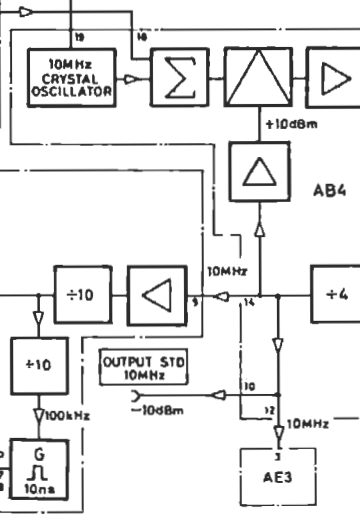 19
18
10MHz
CRYSTAL
OSCILLATOR
Σ
+10dBm
AB4
10MHz
÷10
9
14
÷4
÷10
OUTPUT STD
10MHz
10
-10dBm
12
100kHz
10MHz
G
10ns
3
AE3